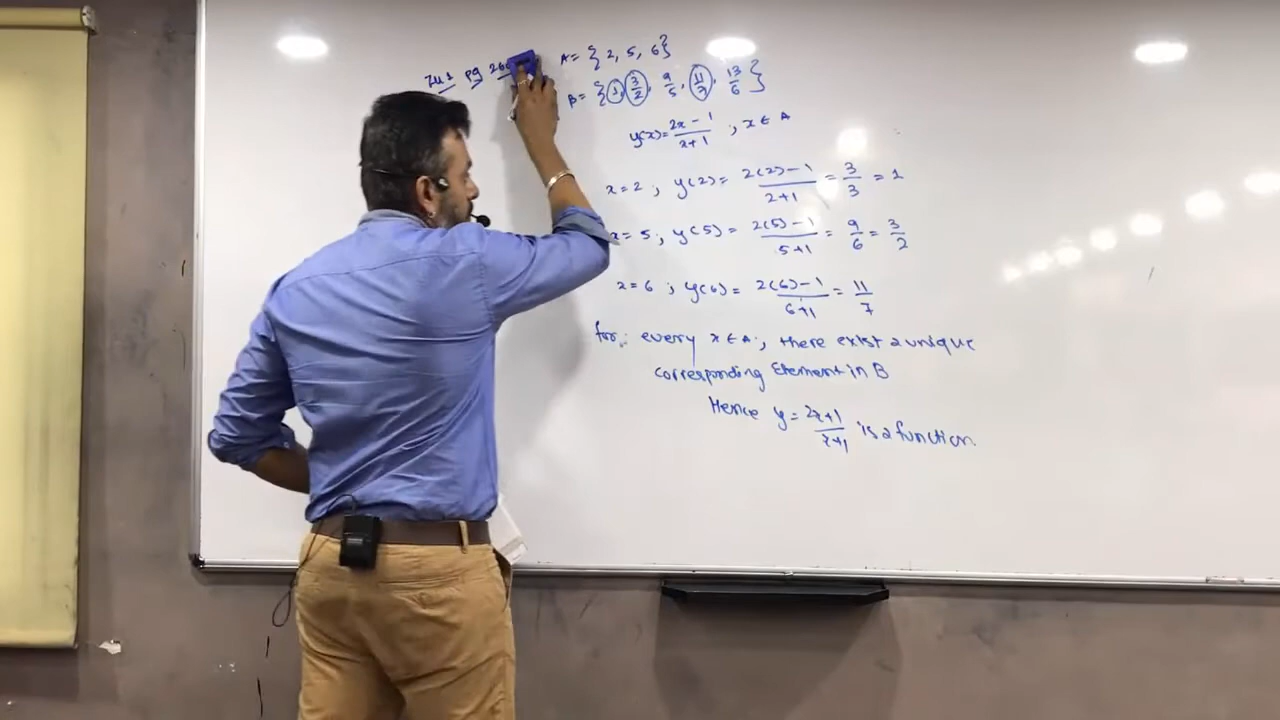 pg
A = {2, 5, 6}
B = {1, 3/2, 9/5, 11/7, 13/6}
y(x) = 2x - 1 / x + 1 , x ∈ A
x = 2 ; y(2) = 2(2) - 1 / 2+1 = 3/3 = 1
x = 5 ; y(5) = 2(5) - 1 / 5+1 = 9/6 = 3/2
x = 6 ; y(6) = 2(6) - 1 / 6+1 = 11/7
for, every x ∈ A, there exist a unique
corresponding Element in B
Hence y = 2x+1 / x+1 is a function.